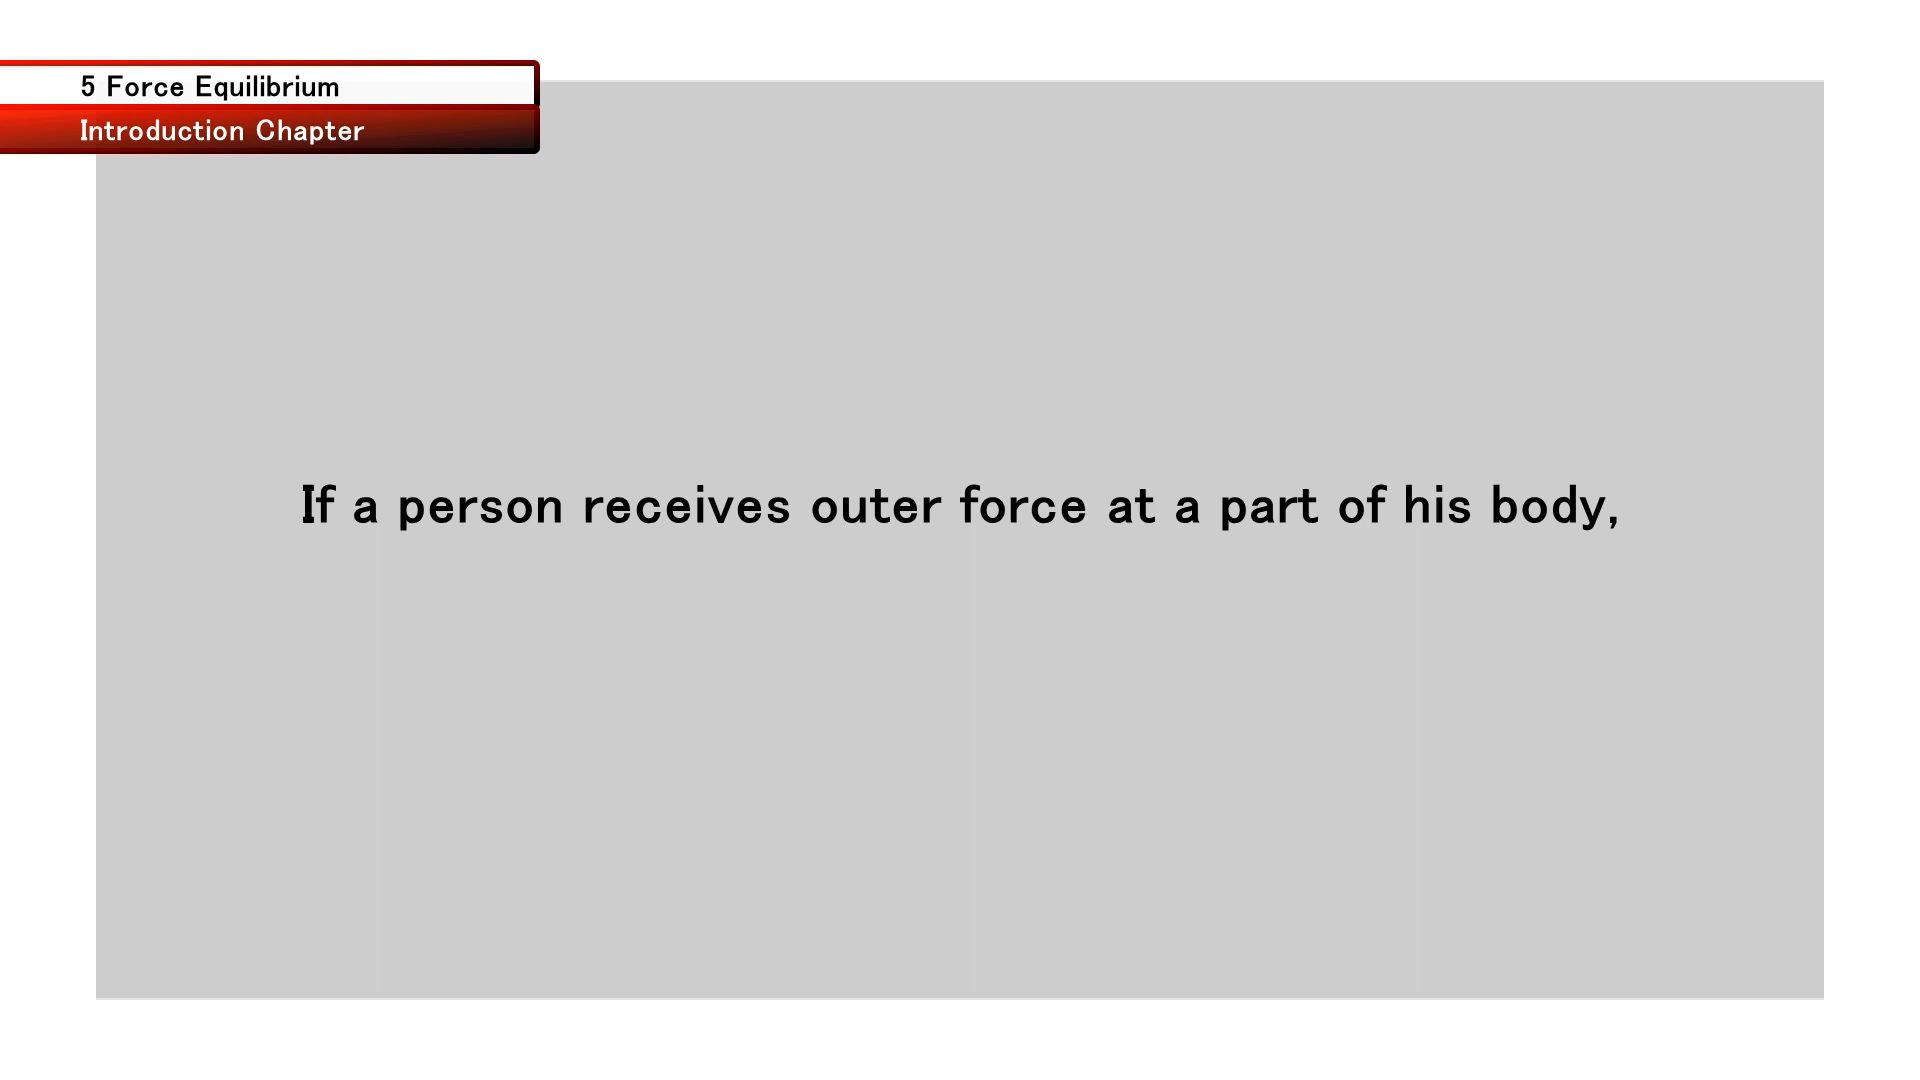 5 Force Equilibrium
Introduction Chapter
If a person receives outer force at a part of his body,